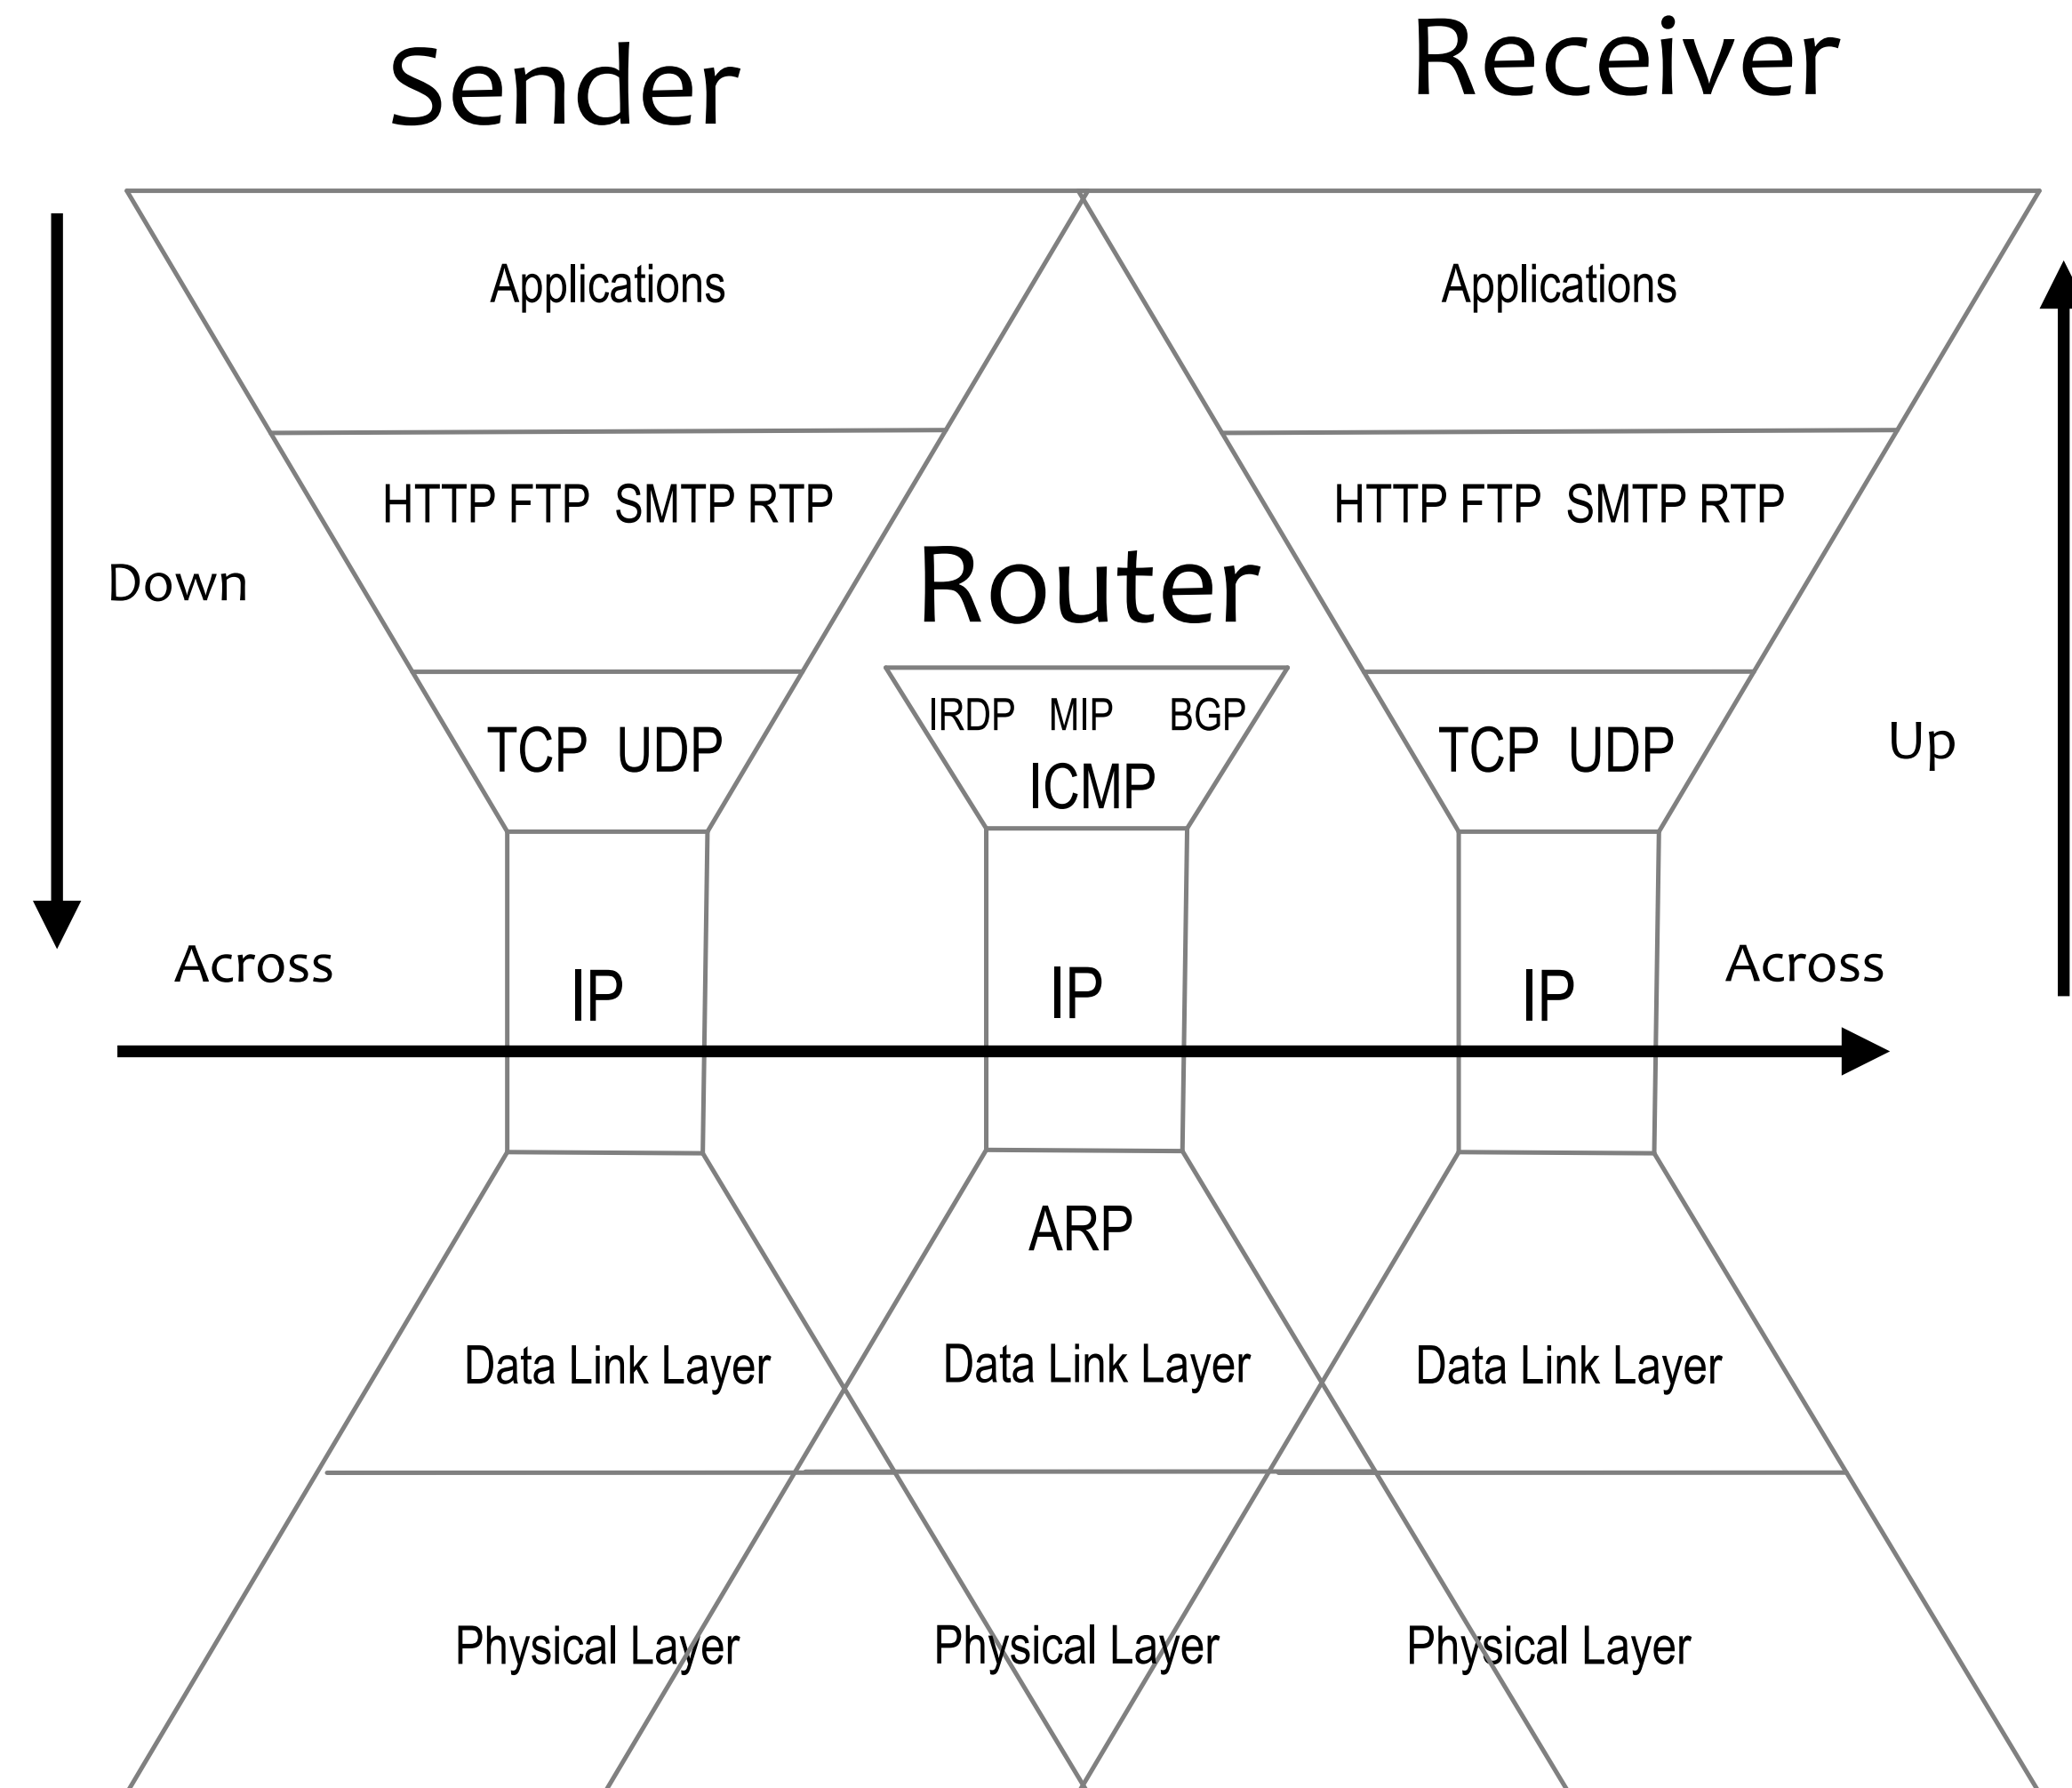 Sender
Receiver
Applications
Applications
HTTP FTP SMTP RTP
HTTP FTP SMTP RTP
Down
Router
IRDP MIP BGP
TCP UDP
ICMP
TCP UDP
Up
Across
IP
IP
IP
Across
ARP
Data Link Layer
Data Link Layer
Data Link Layer
Physical Layer
Physical Layer
Physical Layer